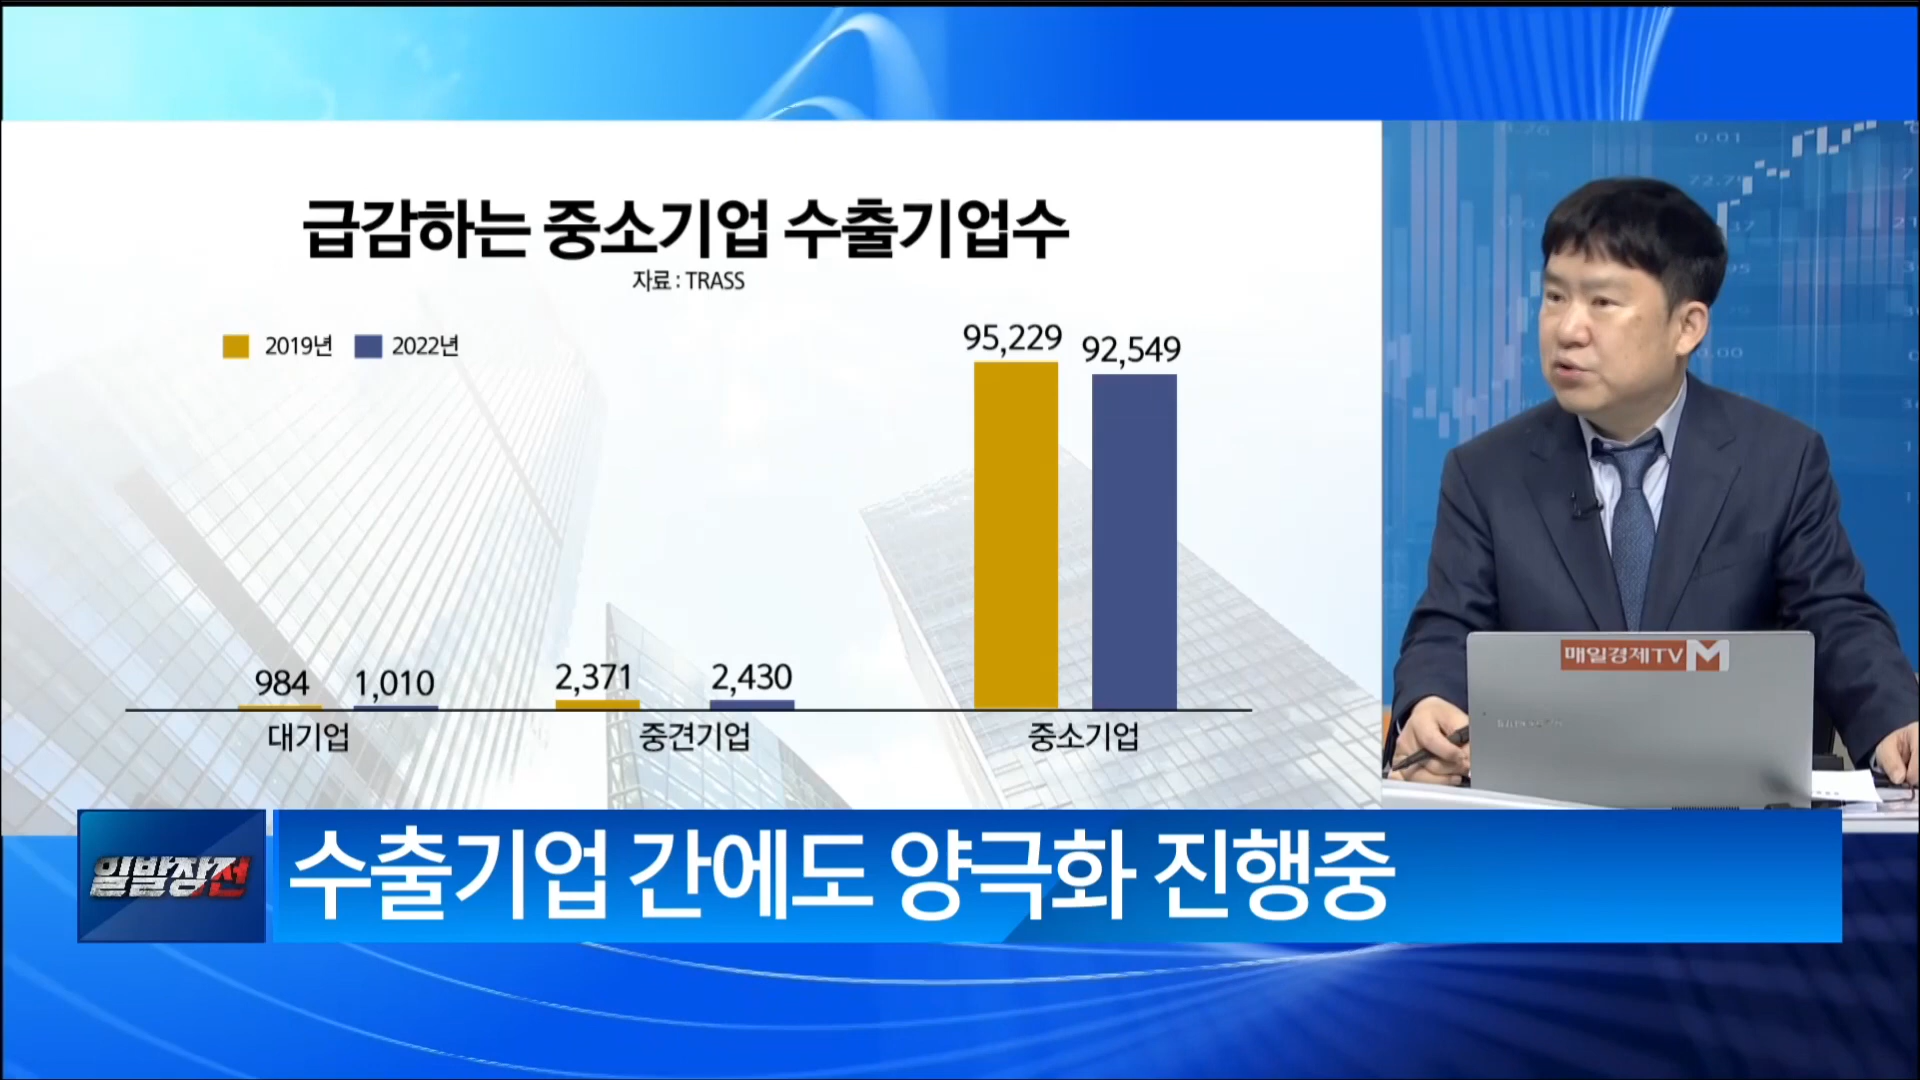 급감하는 중소기업 수출기업수
자료 : TRASS
2019년 2022년
95,229 92,549
984 1,010 2,371 2,430
대기업 중견기업 중소기업
매일경제TV M
일발장전
수출기업 간에도 양극화 진행중